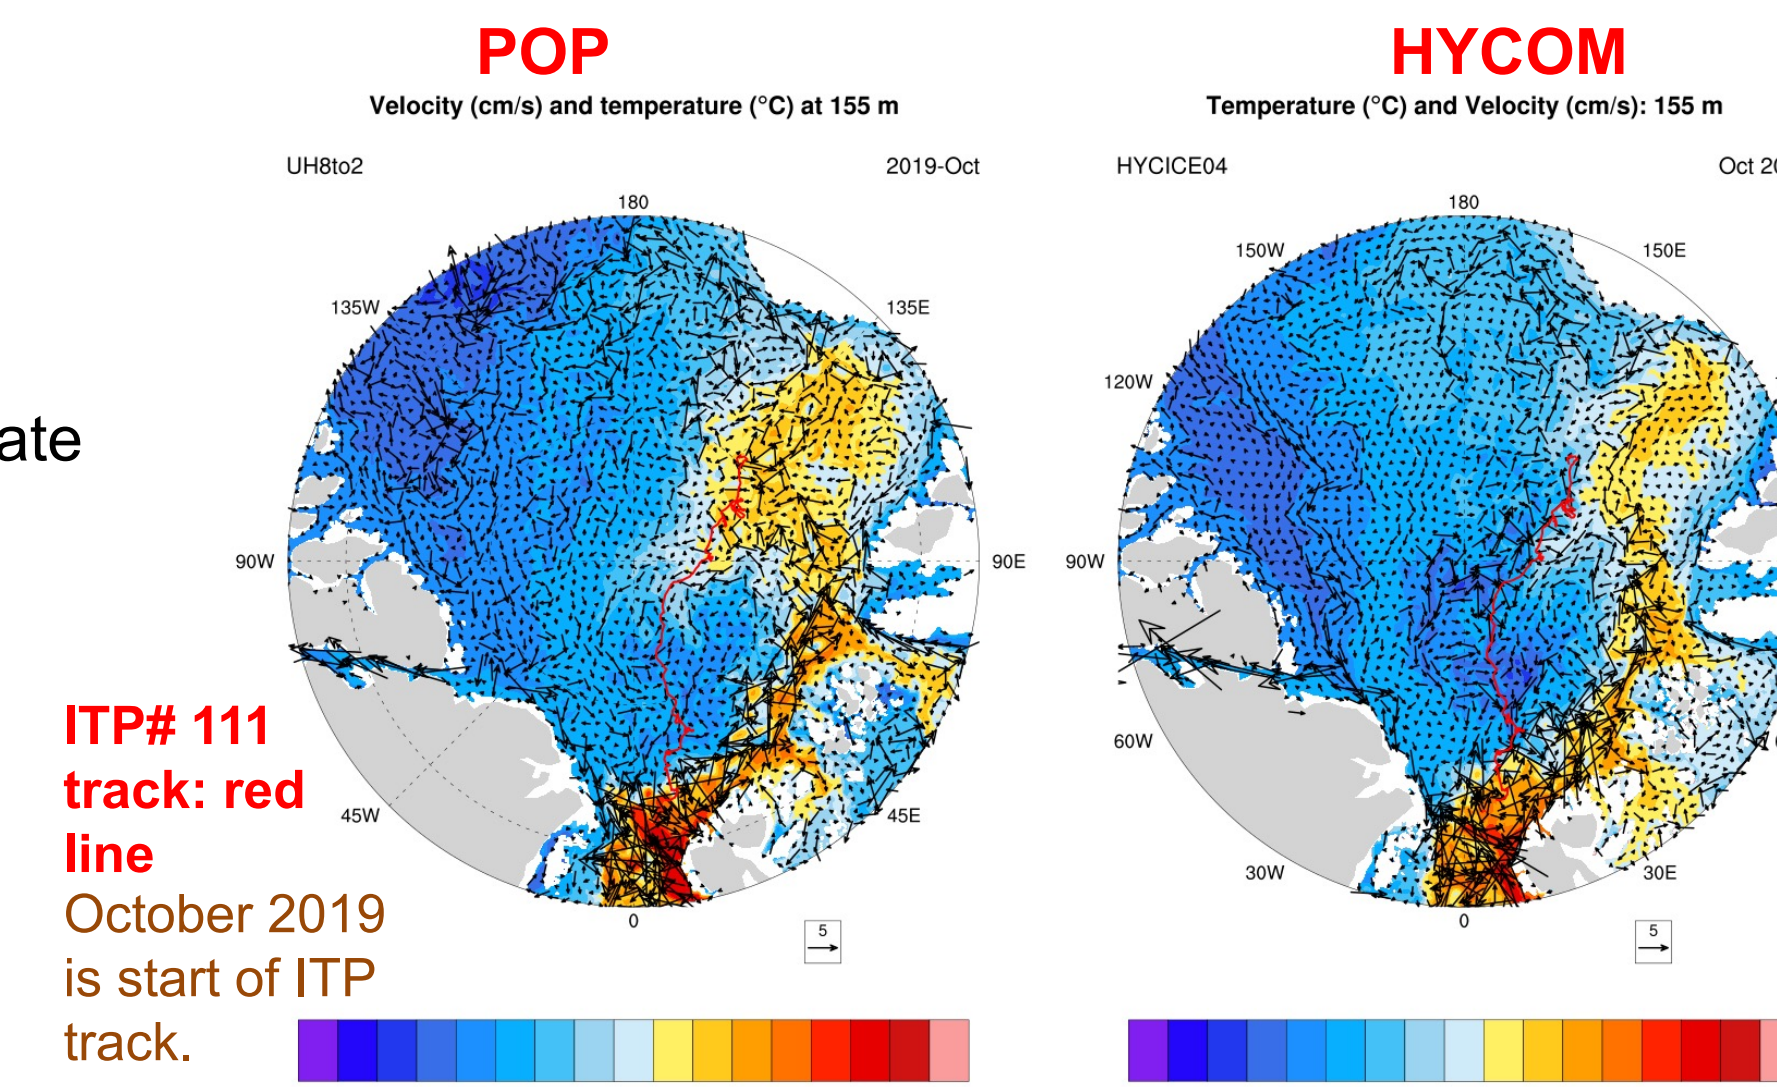 POP
HYCOM
Velocity (cm/s) and temperature (°C) at 155 m
Temperature (°C) and Velocity (cm/s): 155 m
UH8to2
2019-Oct
HYCICE04
Oct 20
180
135W
135E
90W
90E
45W
45E
0
5
180
150W
150E
120W
90W
60W
30W
30E
0
5
ate
ITP# 111
track: red
line
October 2019
is start of ITP
track.